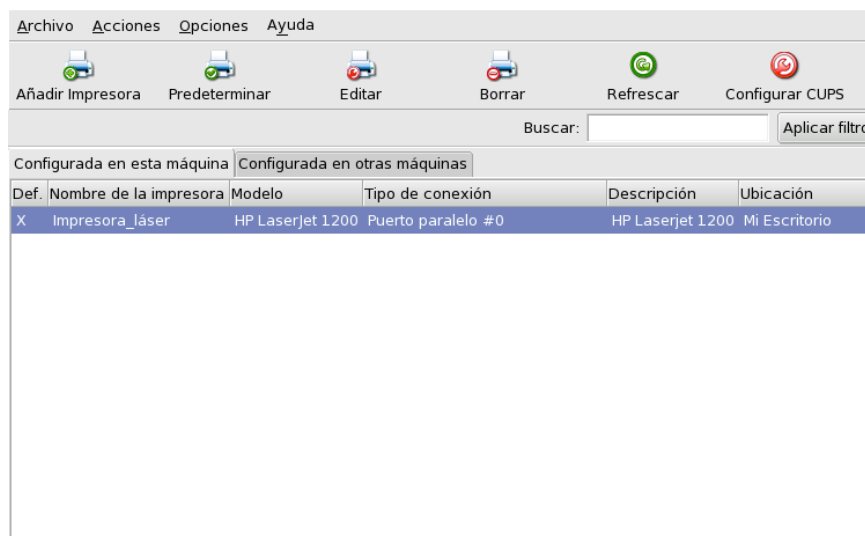 Archivo Acciones Opciones Ayuda
Añadir Impresora Predeterminar Editar Borrar Refrescar Configurar CUPS
Buscar: Aplicar filtro
Configurada en esta máquina Configurada en otras máquinas
Def. Nombre de la impresora Modelo Tipo de conexión Descripción Ubicación
X Impresora_láser HP LaserJet 1200 Puerto paralelo #0 HP Laserjet 1200 Mi Escritorio